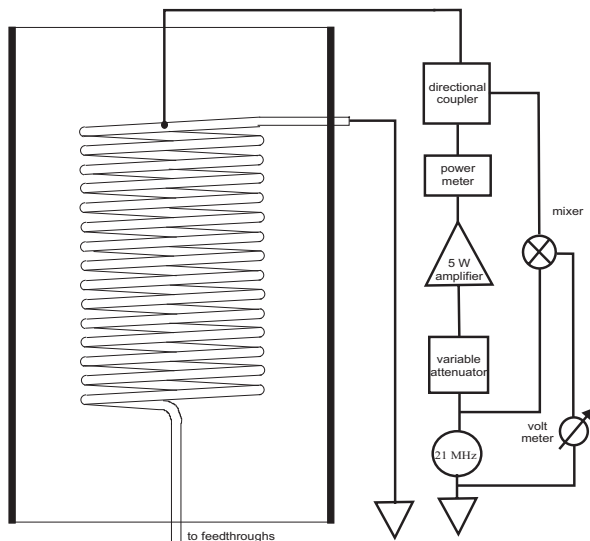 directional
coupler
power
meter
mixer
5 W
amplifier
variable
attenuator
volt
meter
21 MHz
to feedthroughs